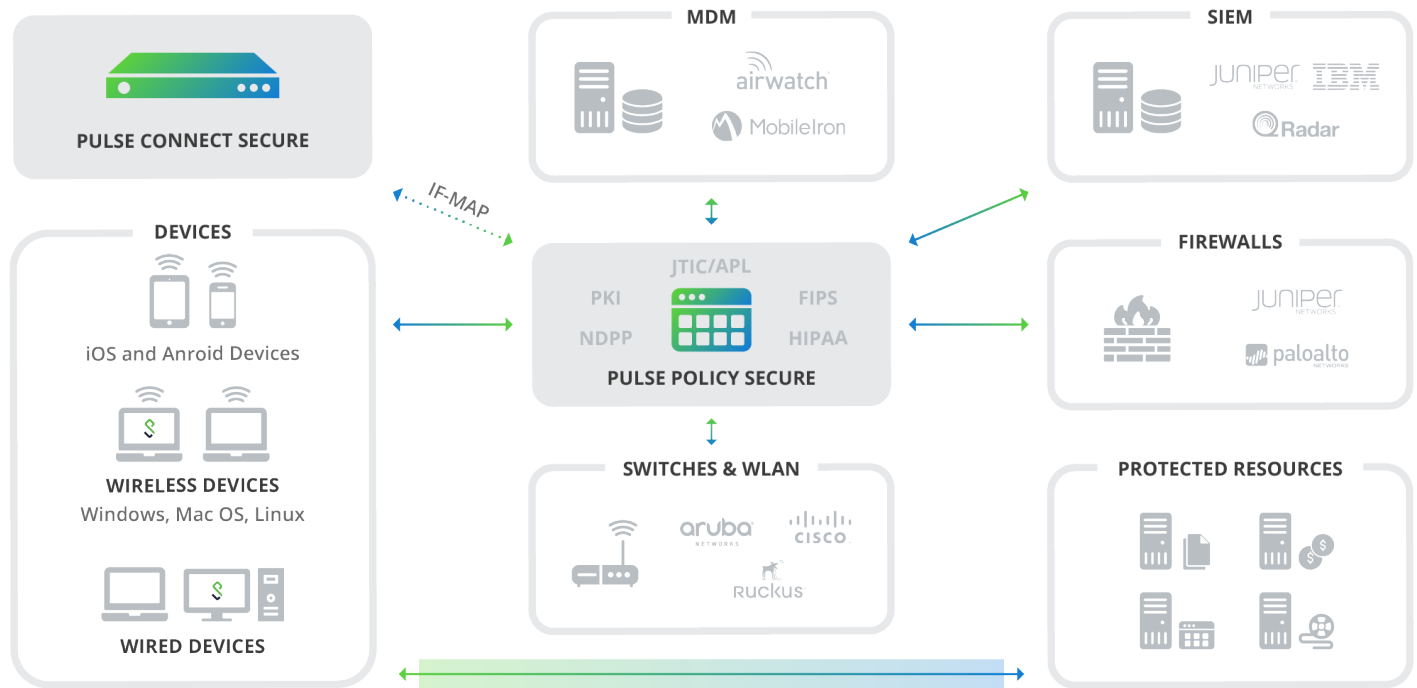 PULSE CONNECT SECURE
IF-MAP
DEVICES
iOS and Anroid Devices
WIRELESS DEVICES
Windows, Mac OS, Linux
WIRED DEVICES
MDM
airwatch
MobileIron
JTIC/APL
PKI
FIPS
NDPP
HIPAA
PULSE POLICY SECURE
SWITCHES & WLAN
aruba
NETWORKS
CISCO
RUCKUS
SIEM
JUNIPER
NETWORKS
IBM
QRadar
FIREWALLS
JUNIPER
NETWORKS
paloalto
NETWORKS
PROTECTED RESOURCES
$
$